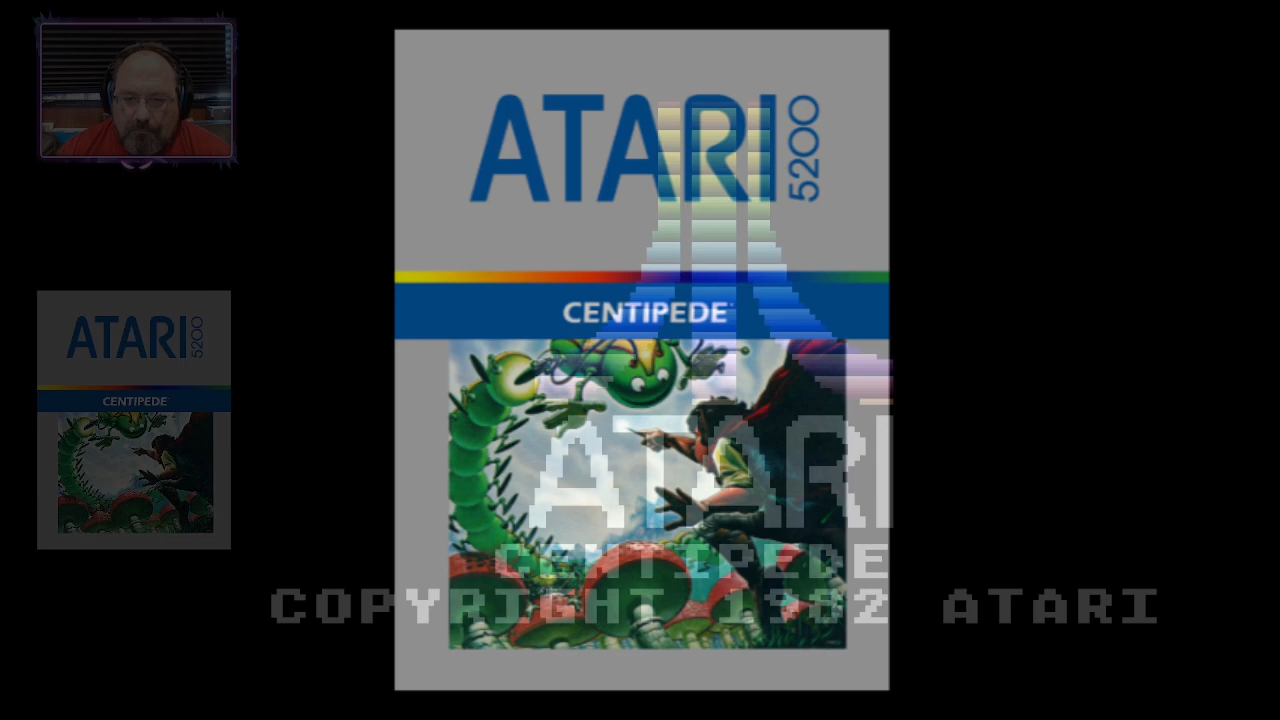 ATARI 5200
CENTIPEDE
ATARI
CENTIPEDE
COPYRIGHT 1982 ATARI
ATARI 5200
CENTIPEDE